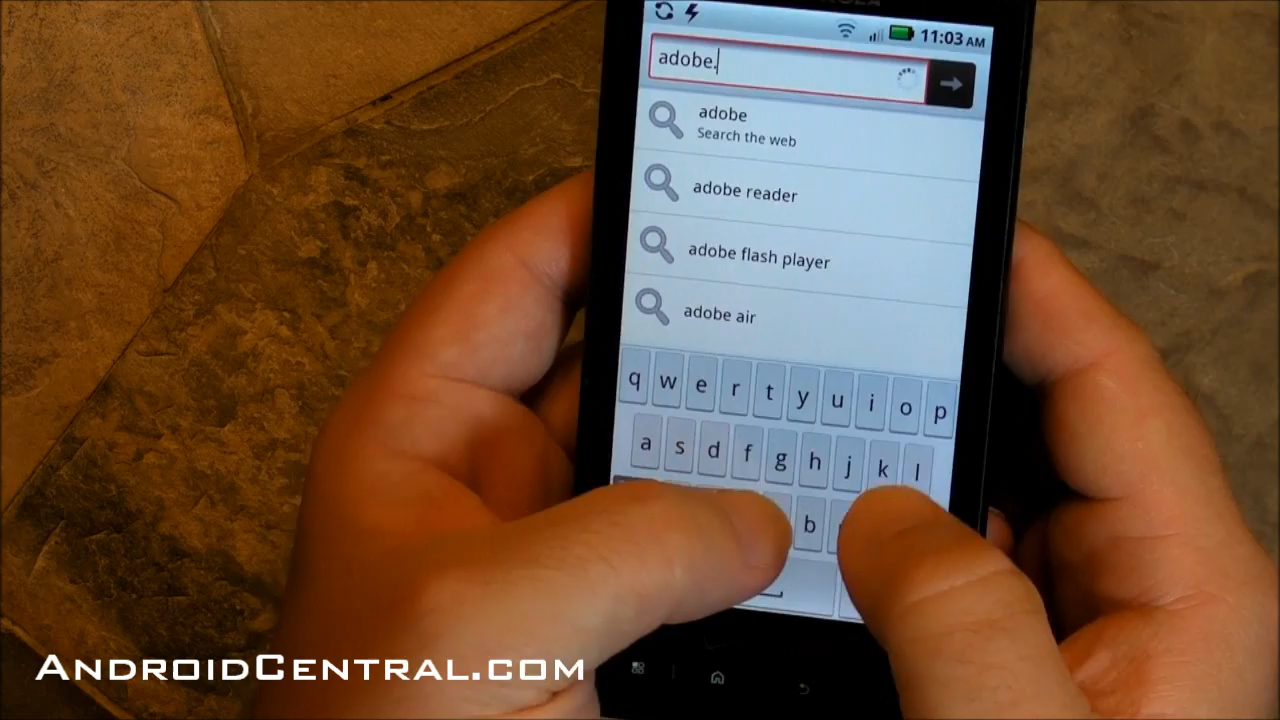 11:03 AM
adobe.
adobe
Search the web
adobe reader
adobe flash player
adobe air
q w e r t y u i o p
a s d f g h j k l
b
ANDROIDCENTRAL.COM